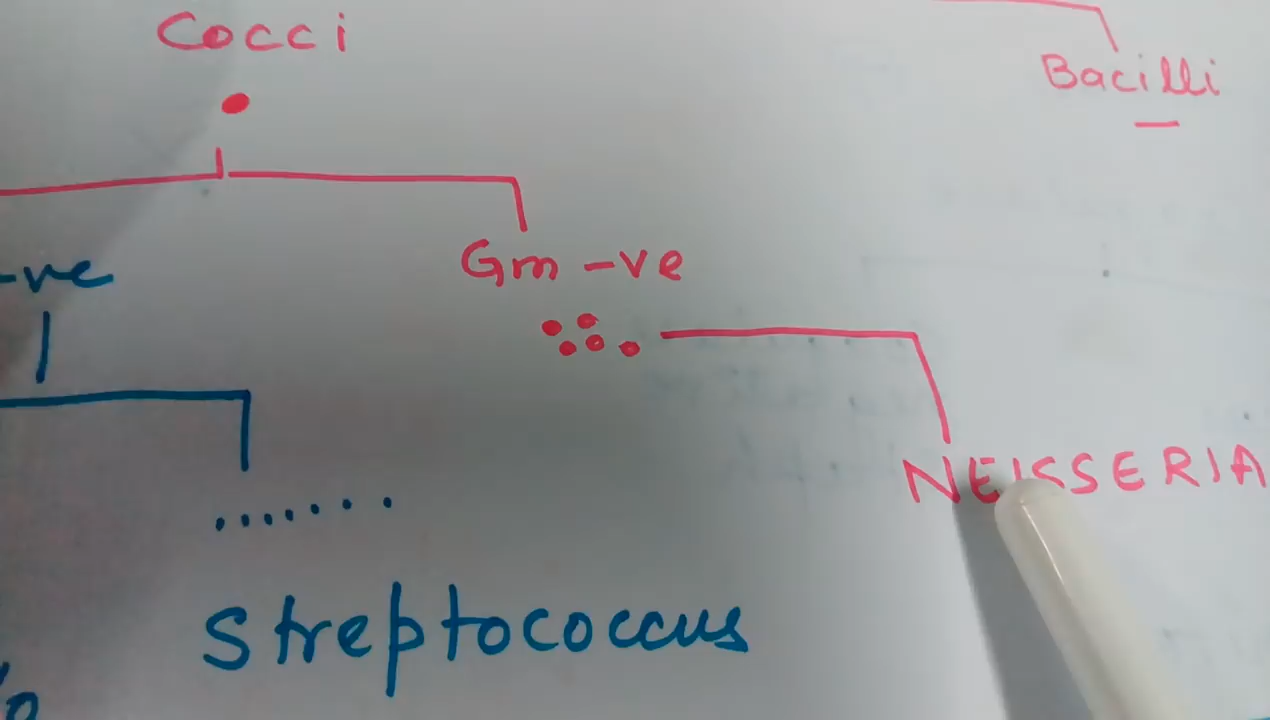 Cocci
Bacilli
Gm -ve
-ve
NEISSERIA
Streptococcus